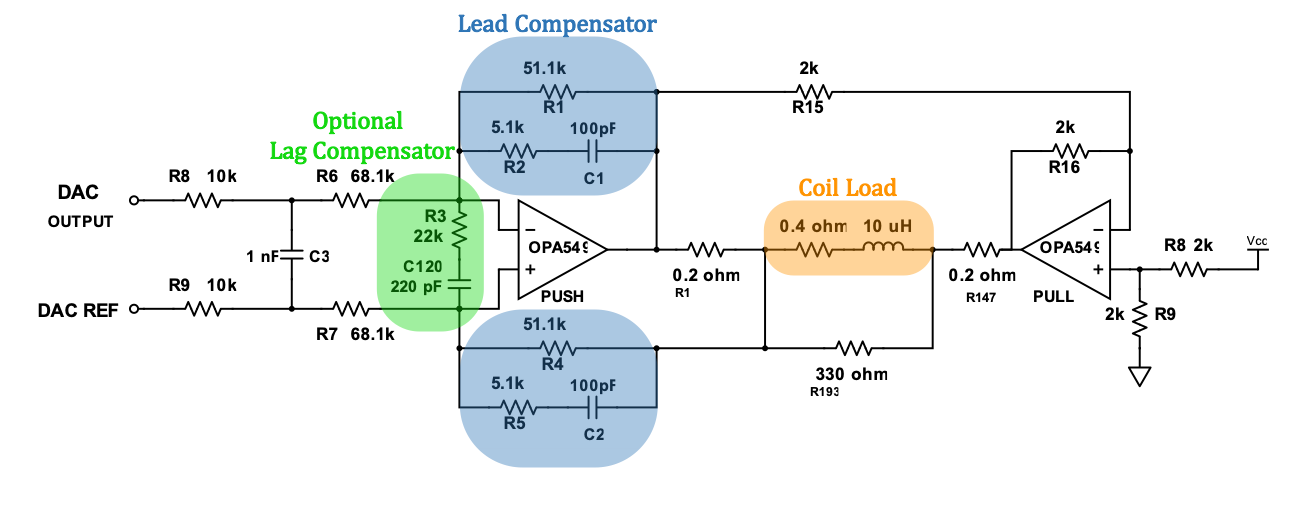 Lead Compensator
51.1k
R1
2k
R15
Optional
Lag Compensator
5.1k
100pF
R2
C1
2k
R16
R8 10k
R6 68.1k
DAC
OUTPUT
R3
22k
Coil Load
0.4 ohm 10 uH
1 nF C3
C120
220 pF
OPA549
OPA549
R8 2k
Vcc
R9 10k
DAC REF
R7 68.1k
PUSH
0.2 ohm
R1
0.2 ohm
R147
PULL
2k R9
51.1k
R4
5.1k
100pF
R5
C2
330 ohm
R193